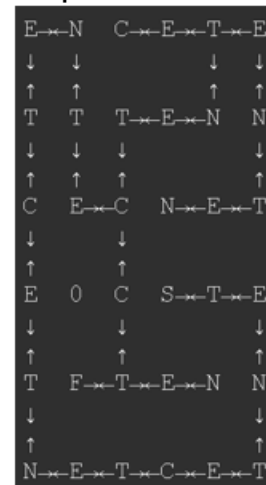 E→←N C→←E→←T→←E
↓ ↓ ↓ ↓
↑ ↑ ↑ ↑
T T T→←E→←N N
↓ ↓ ↓ ↓
↑ ↑ ↑ ↑
C E→←C N→←E→←T
↓ ↓
↑ ↑
E 0 C S→←T→←E
↓ ↓ ↓
↑ ↑ ↑
T F→←T→←E→←N N
↓ ↓
↑ ↑
N→←E→←T→←C→←E→←T